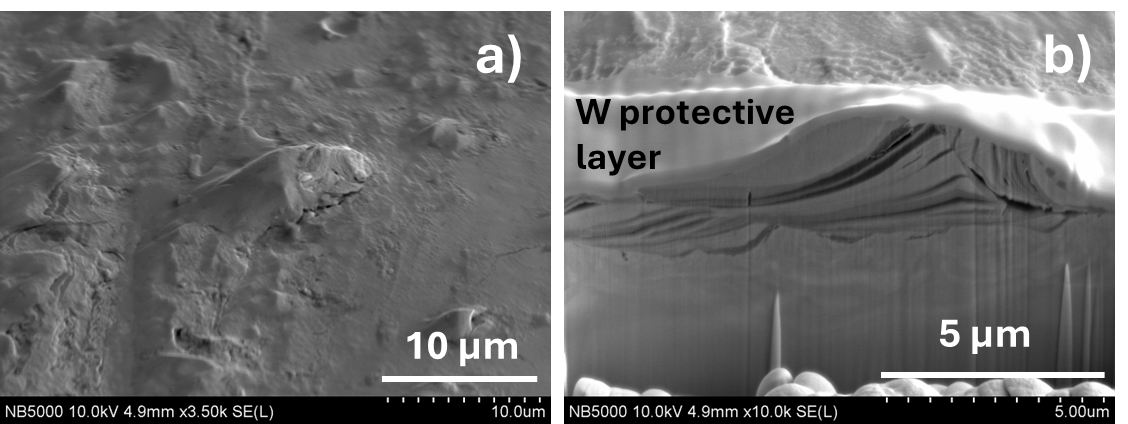 a)
10 µm
NB5000 10.0kV 4.9mm x3.50k SE(L) 10.0um
b)
W protective
layer
5 µm
NB5000 10.0kV 4.9mm x10.0k SE(L) 5.00um